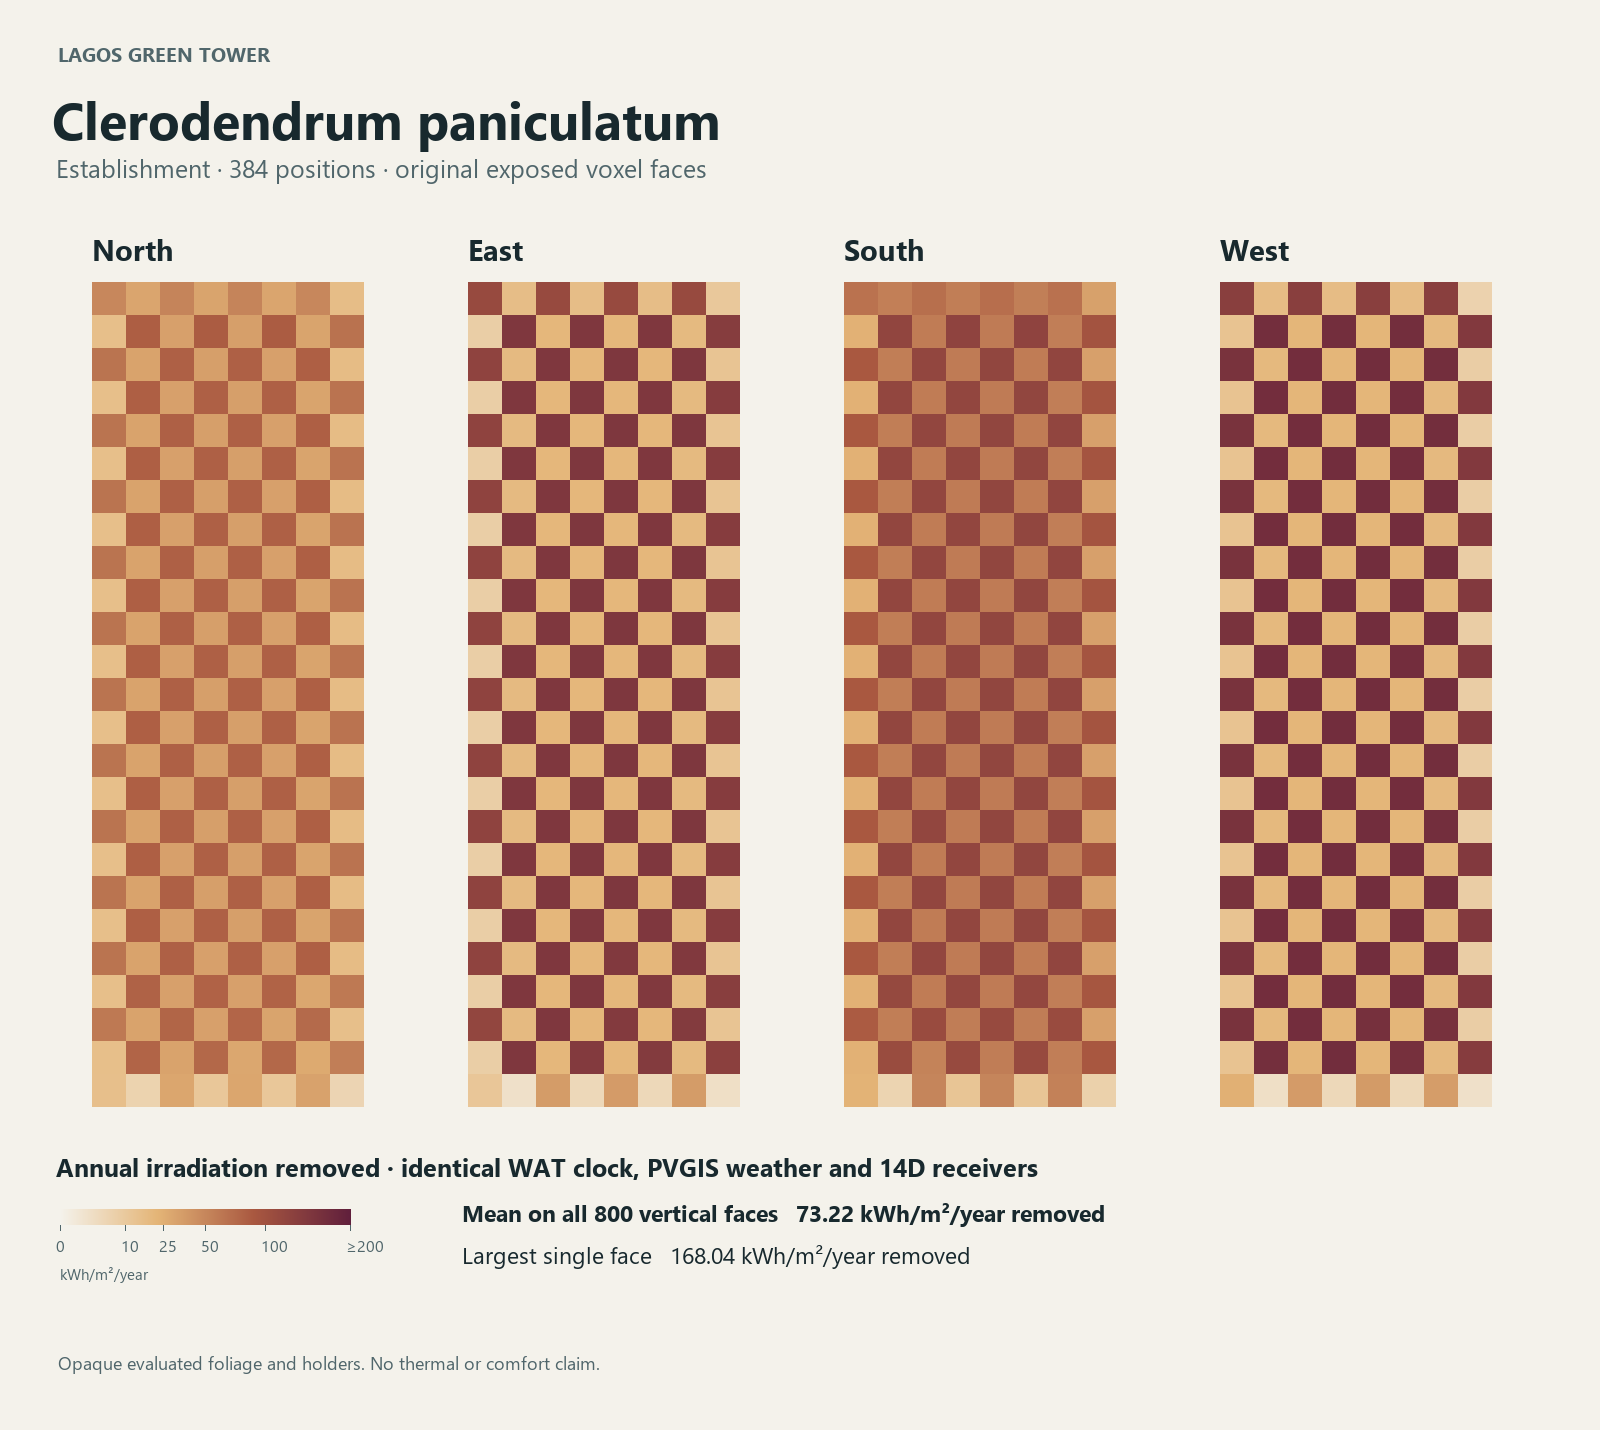 LAGOS GREEN TOWER
Clerodendrum paniculatum
Establishment · 384 positions · original exposed voxel faces
North East South West
Annual irradiation removed · identical WAT clock, PVGIS weather and 14D receivers
Mean on all 800 vertical faces 73.22 kWh/m²/year removed
0 10 25 50 100 ≥200
Largest single face 168.04 kWh/m²/year removed
kWh/m²/year
Opaque evaluated foliage and holders. No thermal or comfort claim.